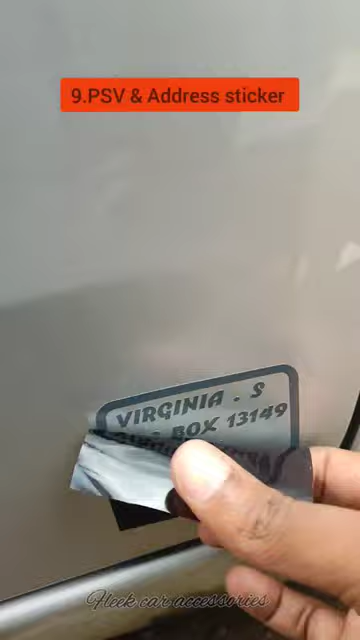 9.PSV & Address sticker
VIRGINIA . S
BOX 13149
Fleek car accessories